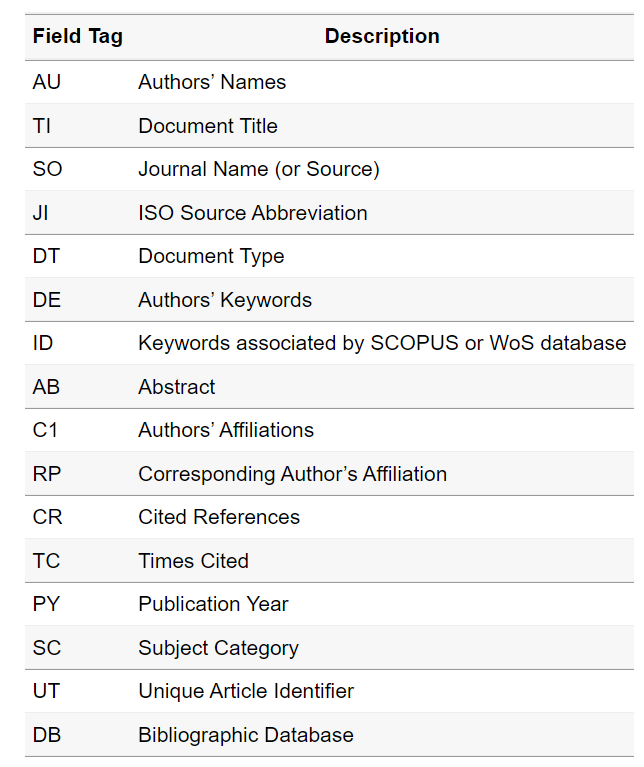 Field Tag Description
AU Authors’ Names
TI Document Title
SO Journal Name (or Source)
JI ISO Source Abbreviation
DT Document Type
DE Authors’ Keywords
ID Keywords associated by SCOPUS or WoS database
AB Abstract
C1 Authors’ Affiliations
RP Corresponding Author’s Affiliation
CR Cited References
TC Times Cited
PY Publication Year
SC Subject Category
UT Unique Article Identifier
DB Bibliographic Database